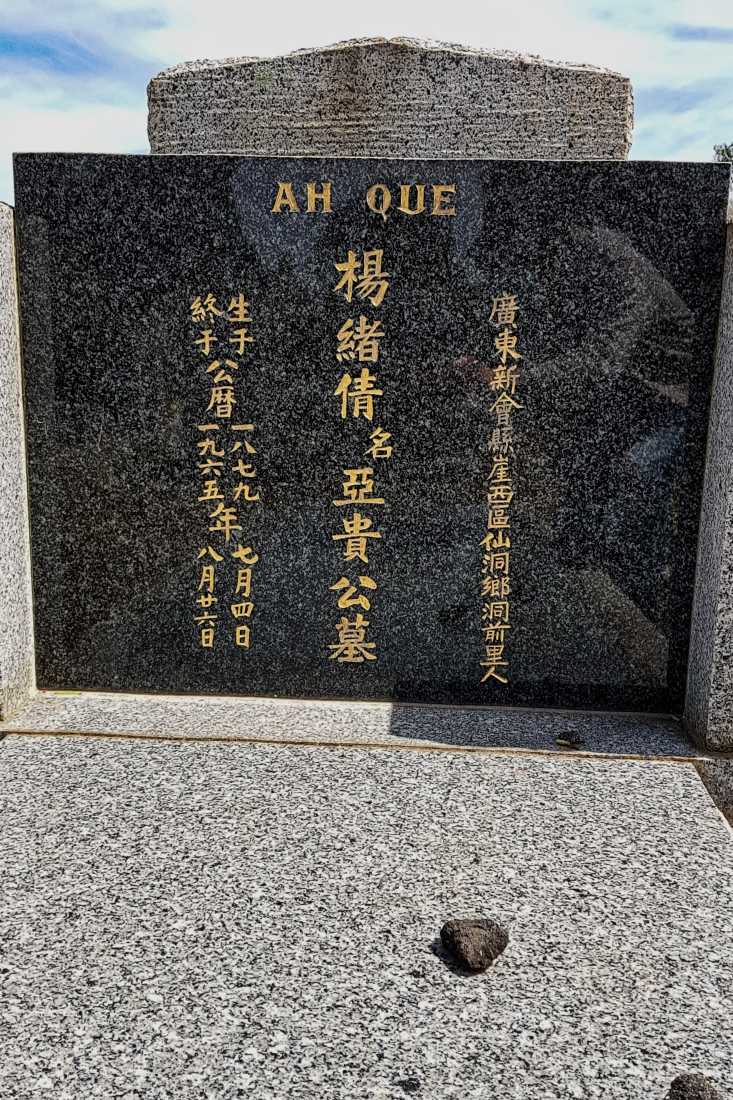 AH QUE
廣東新會縣崖西區仙洞鄉洞前里人
楊緒倩名亞貴公墓
生于公曆一八七九年七月四日
終于公曆一九六五年八月廿六日